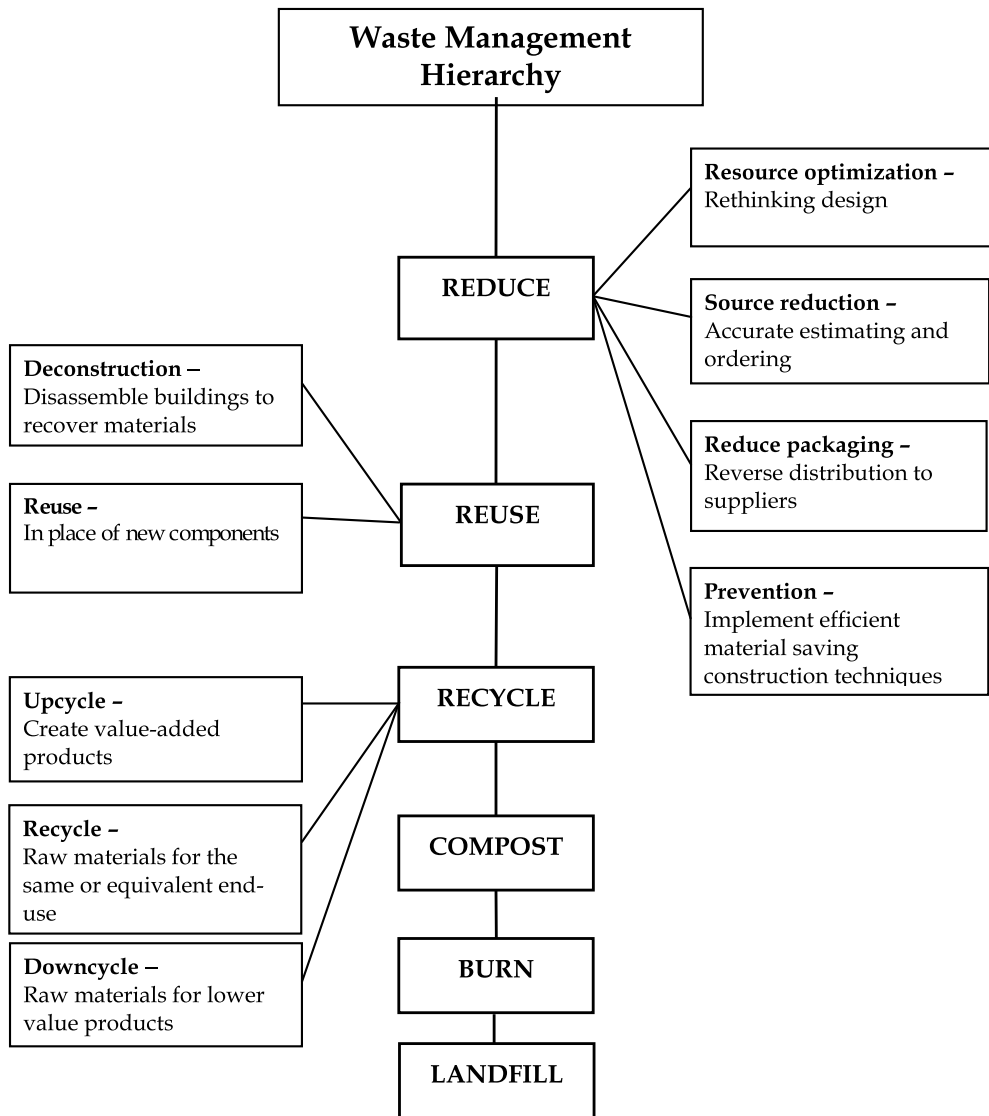 Waste Management
Hierarchy
Resource optimization –
Rethinking design
REDUCE
Source reduction –
Accurate estimating and
ordering
Deconstruction –
Disassemble buildings to
recover materials
Reduce packaging –
Reverse distribution to
suppliers
Reuse –
In place of new components
REUSE
Prevention –
Implement efficient
material saving
construction techniques
RECYCLE
Upcycle –
Create value-added
products
Recycle –
Raw materials for the
same or equivalent end-
use
COMPOST
Downcycle –
Raw materials for lower
value products
BURN
LANDFILL